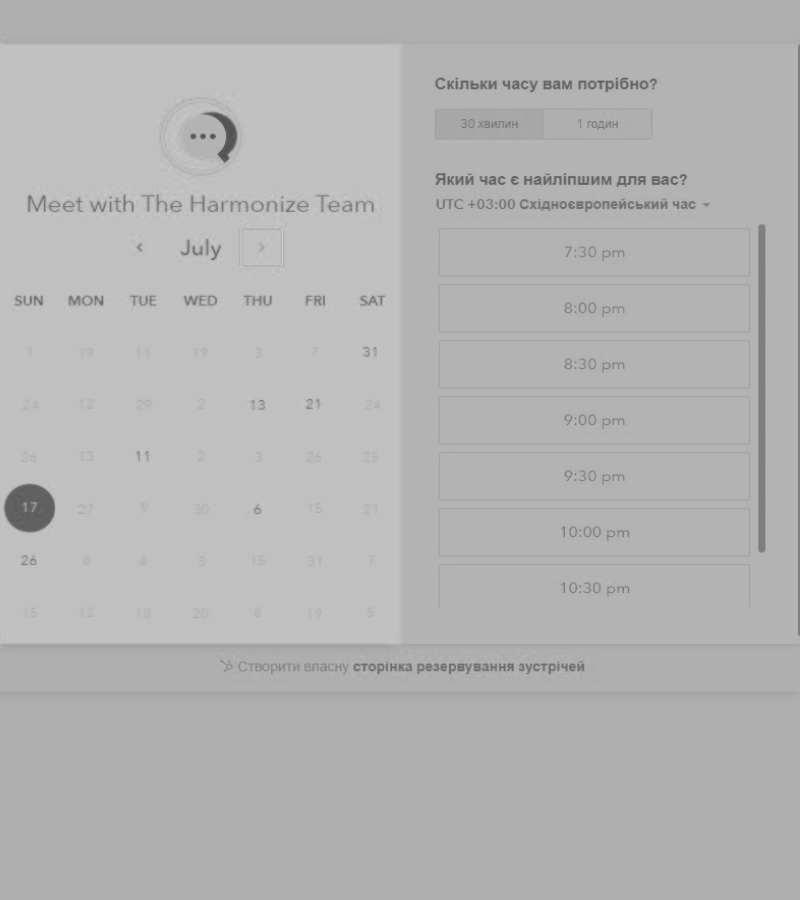 Meet with The Harmonize Team
July
SUN MON TUE WED THU FRI SAT
1 19 11 19 3 7 31
24 12 29 2 13 21 24
26 13 11 2 3 26 25
17 27 9 30 6 15 21
26 8 4 3 15 31 7
15 12 18 20 8 19 5
Скільки часу вам потрібно?
30 хвилин 1 годин
Який час є найліпшим для вас?
UTC +03:00 Східноєвропейський час
7:30 pm
8:00 pm
8:30 pm
9:00 pm
9:30 pm
10:00 pm
10:30 pm
Створити власну сторінка резервування зустрічей